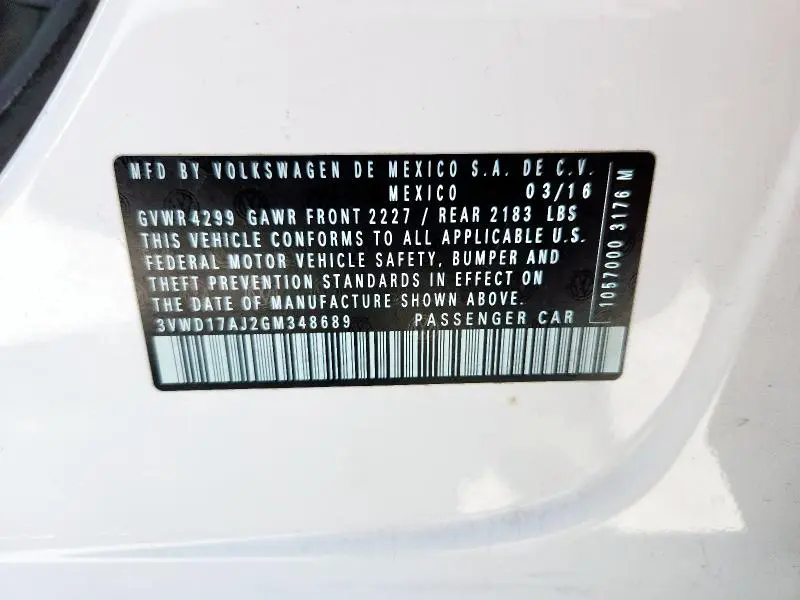 MFD BY VOLKSWAGEN DE MEXICO S.A. DE C.V.
MEXICO 03/16
GVWR 4299 GAWR FRONT 2227 / REAR 2183 LBS
THIS VEHICLE CONFORMS TO ALL APPLICABLE U.S.
FEDERAL MOTOR VEHICLE SAFETY, BUMPER AND
THEFT PREVENTION STANDARDS IN EFFECT ON
THE DATE OF MANUFACTURE SHOWN ABOVE.
3VWD17AJ2GM348689 PASSENGER CAR
1057000 3176 M